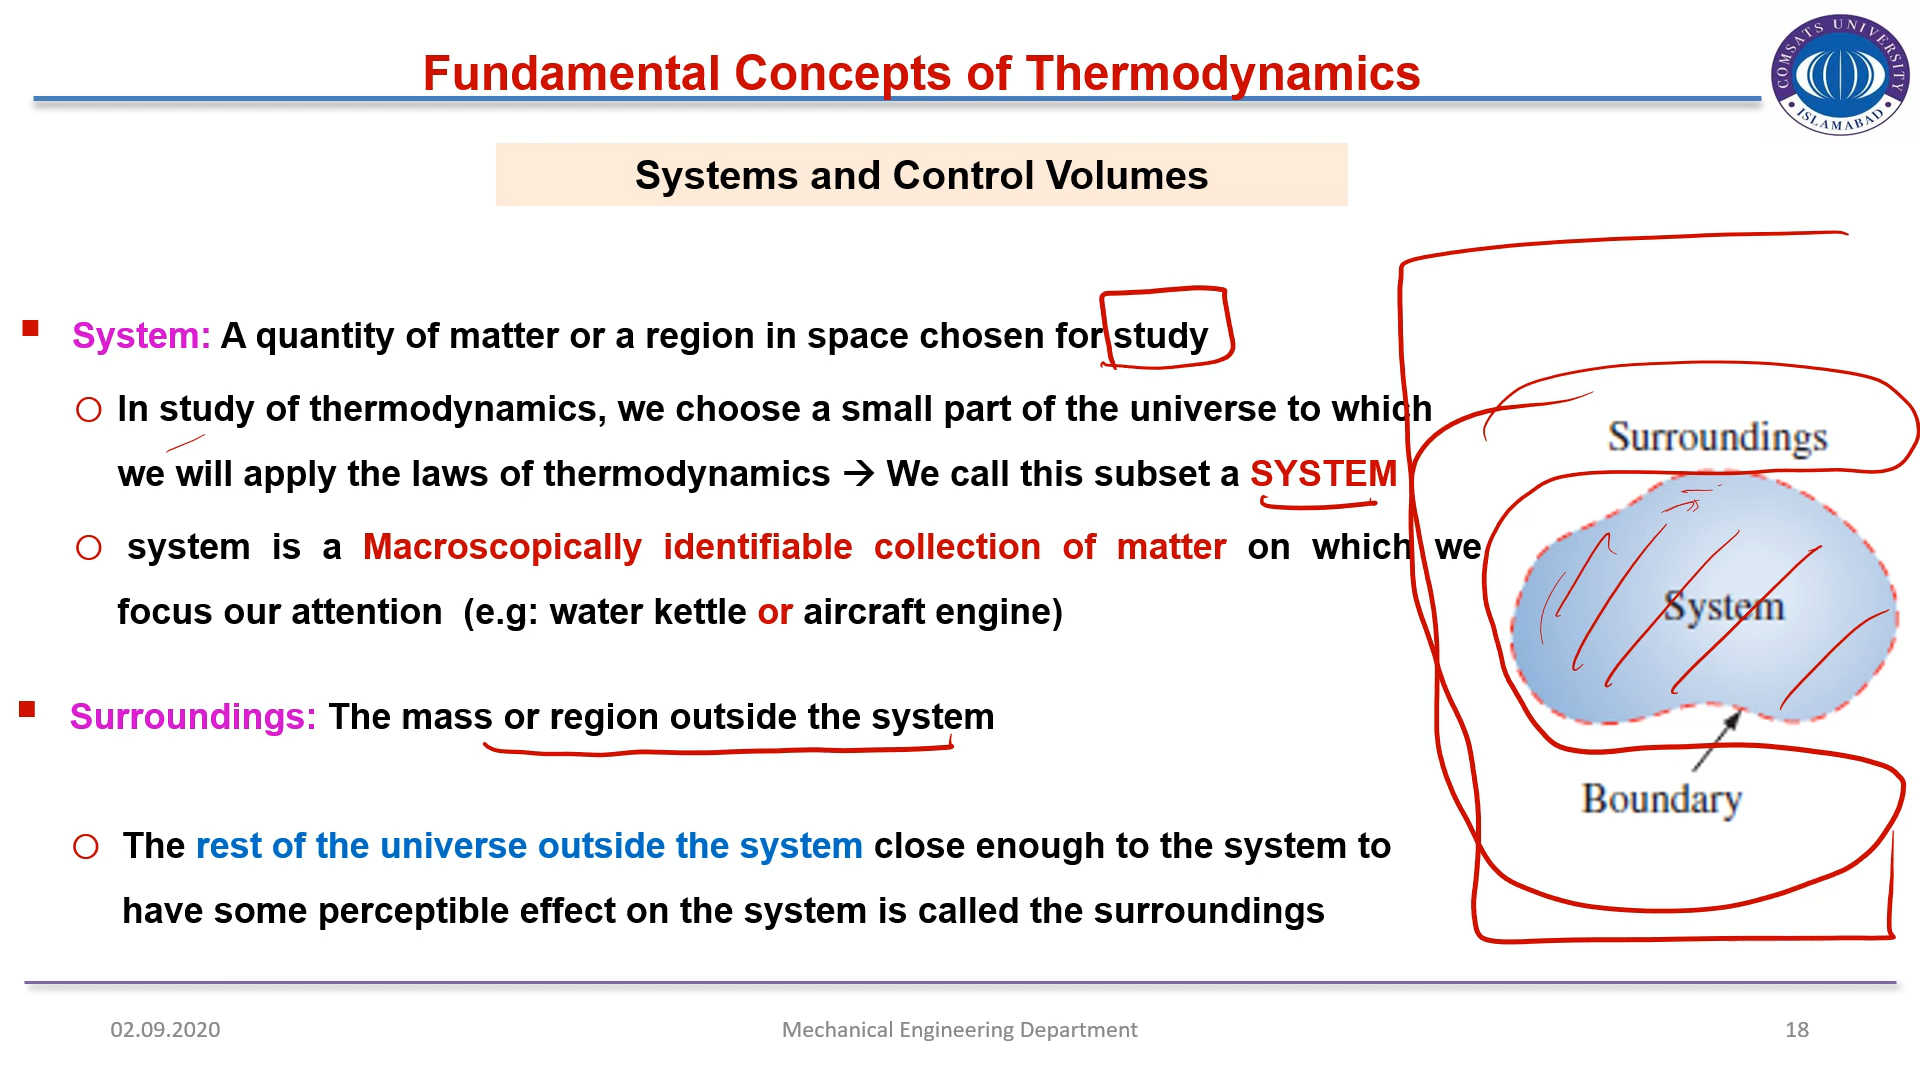 Fundamental Concepts of Thermodynamics
COMSATS UNIVERSITY
• ISLAMABAD •
Systems and Control Volumes
System: A quantity of matter or a region in space chosen for study
In study of thermodynamics, we choose a small part of the universe to which
we will apply the laws of thermodynamics → We call this subset a SYSTEM
system is a Macroscopically identifiable collection of matter on which we
focus our attention (e.g: water kettle or aircraft engine)
Surroundings: The mass or region outside the system
The rest of the universe outside the system close enough to the system to
have some perceptible effect on the system is called the surroundings
Surroundings
System
Boundary
02.09.2020
Mechanical Engineering Department
18